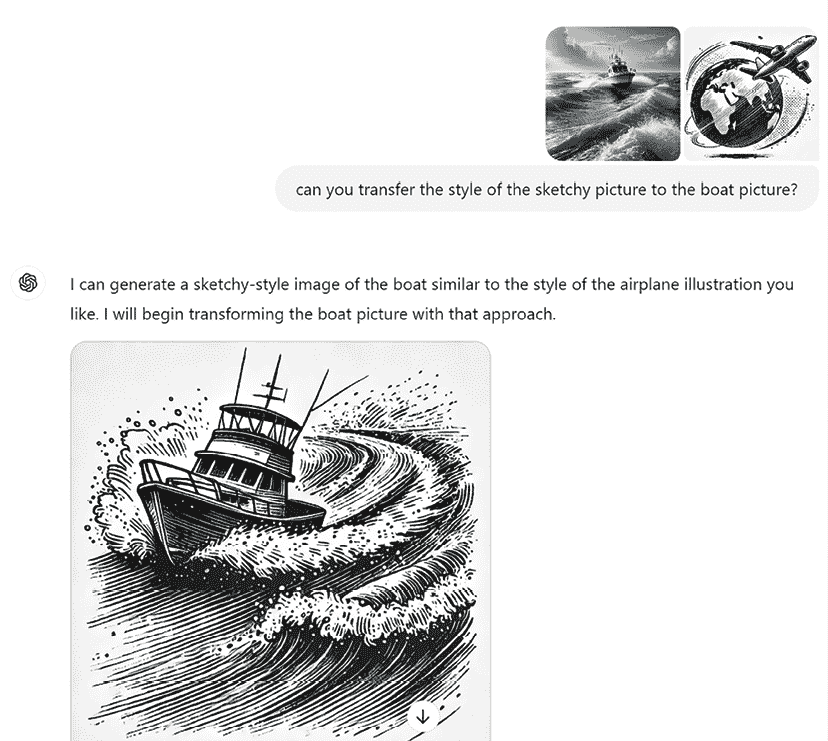 can you transfer the style of the sketchy picture to the boat picture?
I can generate a sketchy-style image of the boat similar to the style of the airplane illustration you
like. I will begin transforming the boat picture with that approach.